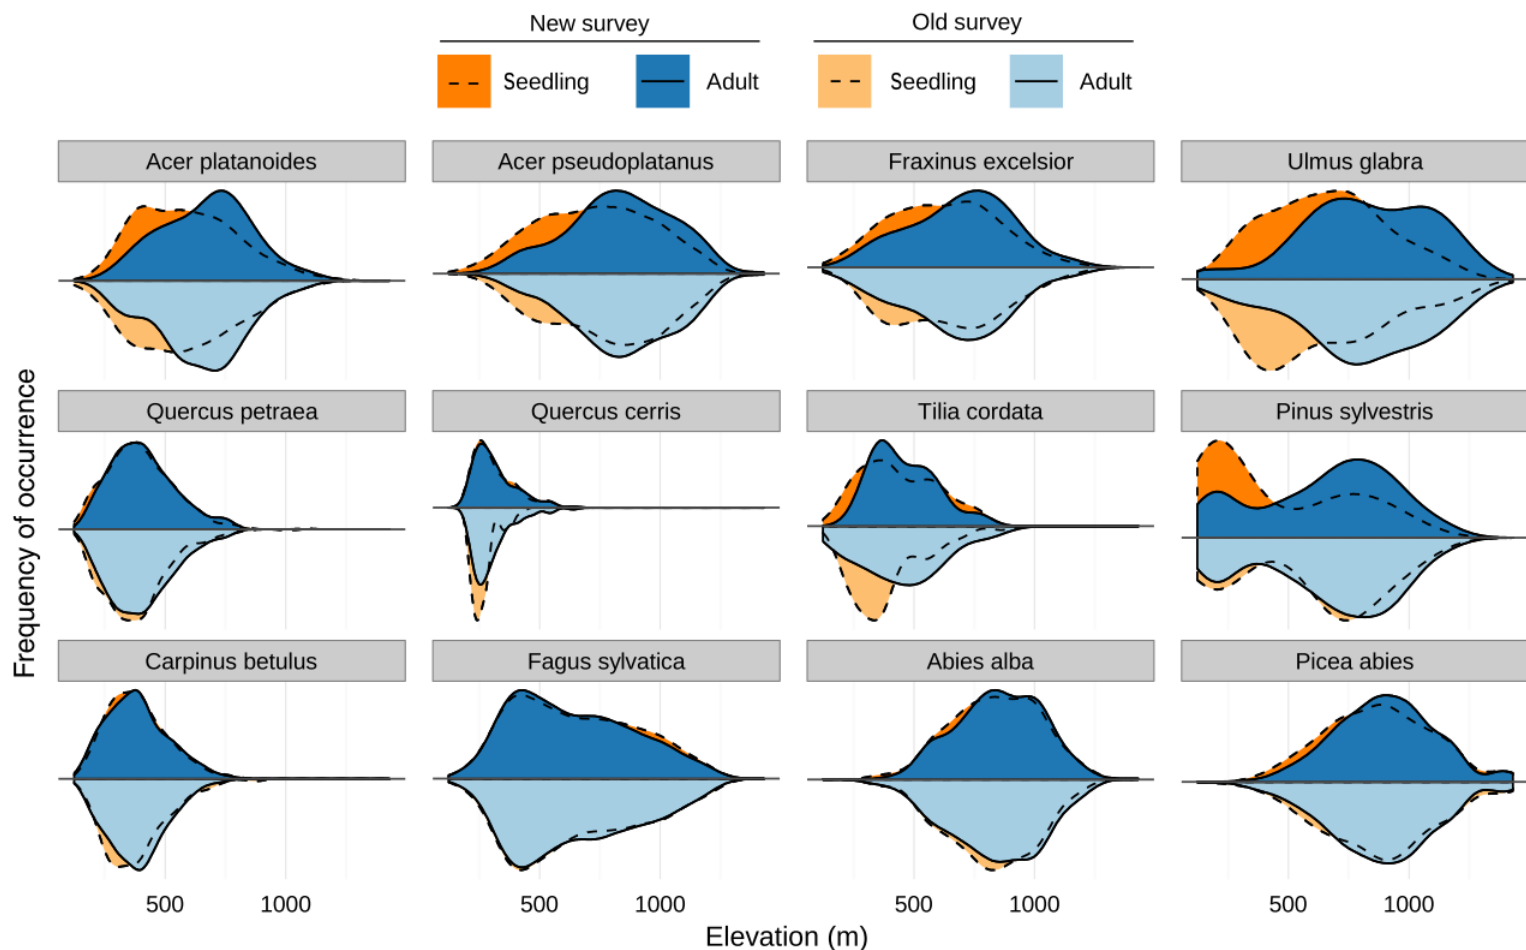 New survey Old survey
Seedling Adult Seedling Adult
Acer platanoides Acer pseudoplatanus Fraxinus excelsior Ulmus glabra
Quercus petraea Quercus cerris Tilia cordata Pinus sylvestris
Carpinus betulus Fagus sylvatica Abies alba Picea abies
Frequency of occurrence
500 1000 500 1000 500 1000 500 1000
Elevation (m)